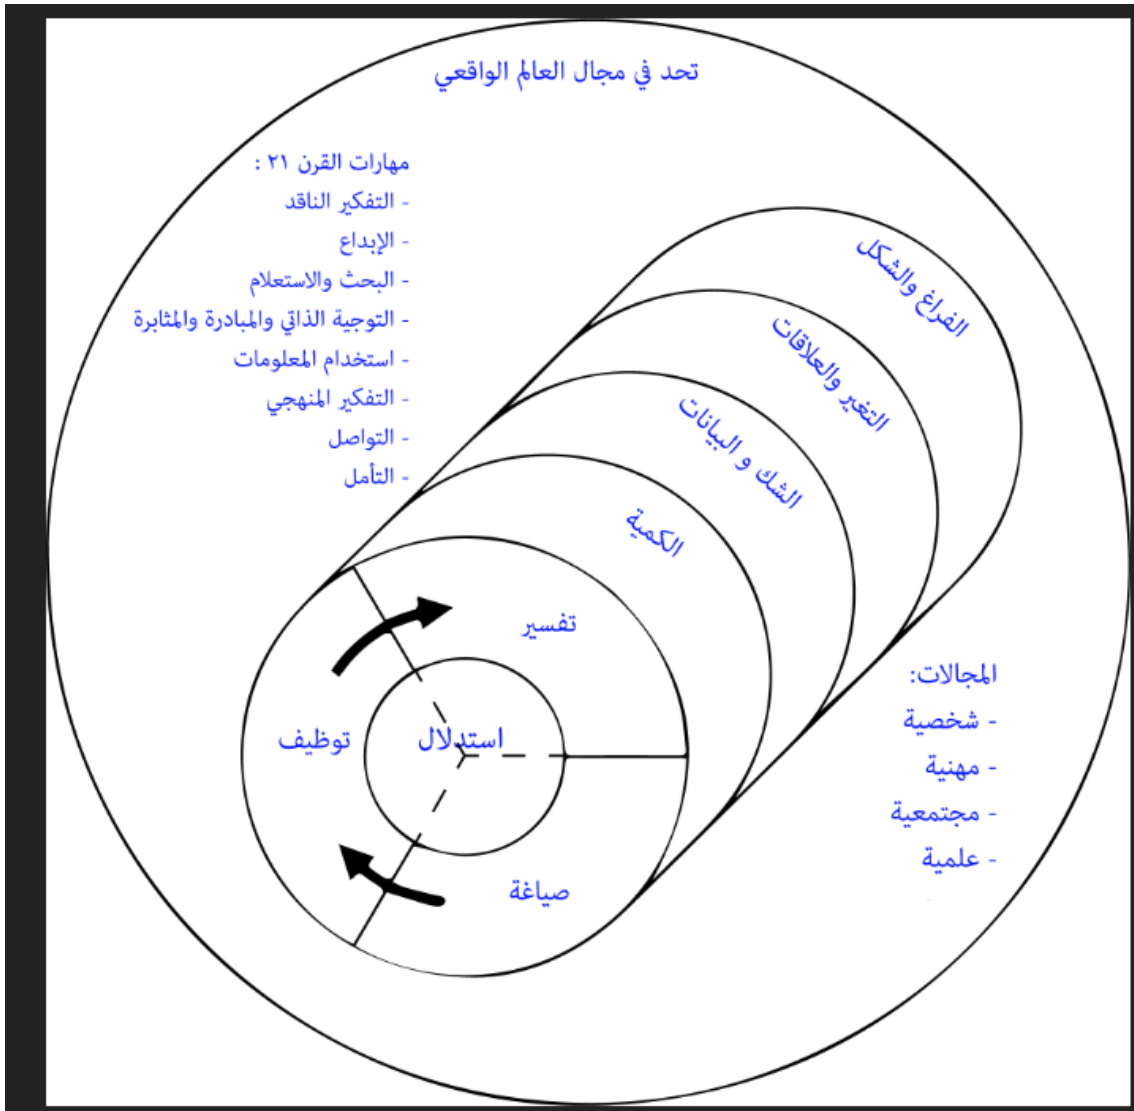 تحد في مجال العالم الواقعي
مهارات القرن ٢١ :
- التفكير الناقد
- الإبداع
- البحث والاستعلام
- التوجية الذاتي والمبادرة والمثابرة
- استخدام المعلومات
- التفكير المنهجي
- التواصل
- التأمل
الفراغ والشكل
التغير والعلاقات
الشك و البيانات
الكمية
تفسير
توظيف
استدلال
صياغة
المجالات:
- شخصية
- مهنية
- مجتمعية
- علمية